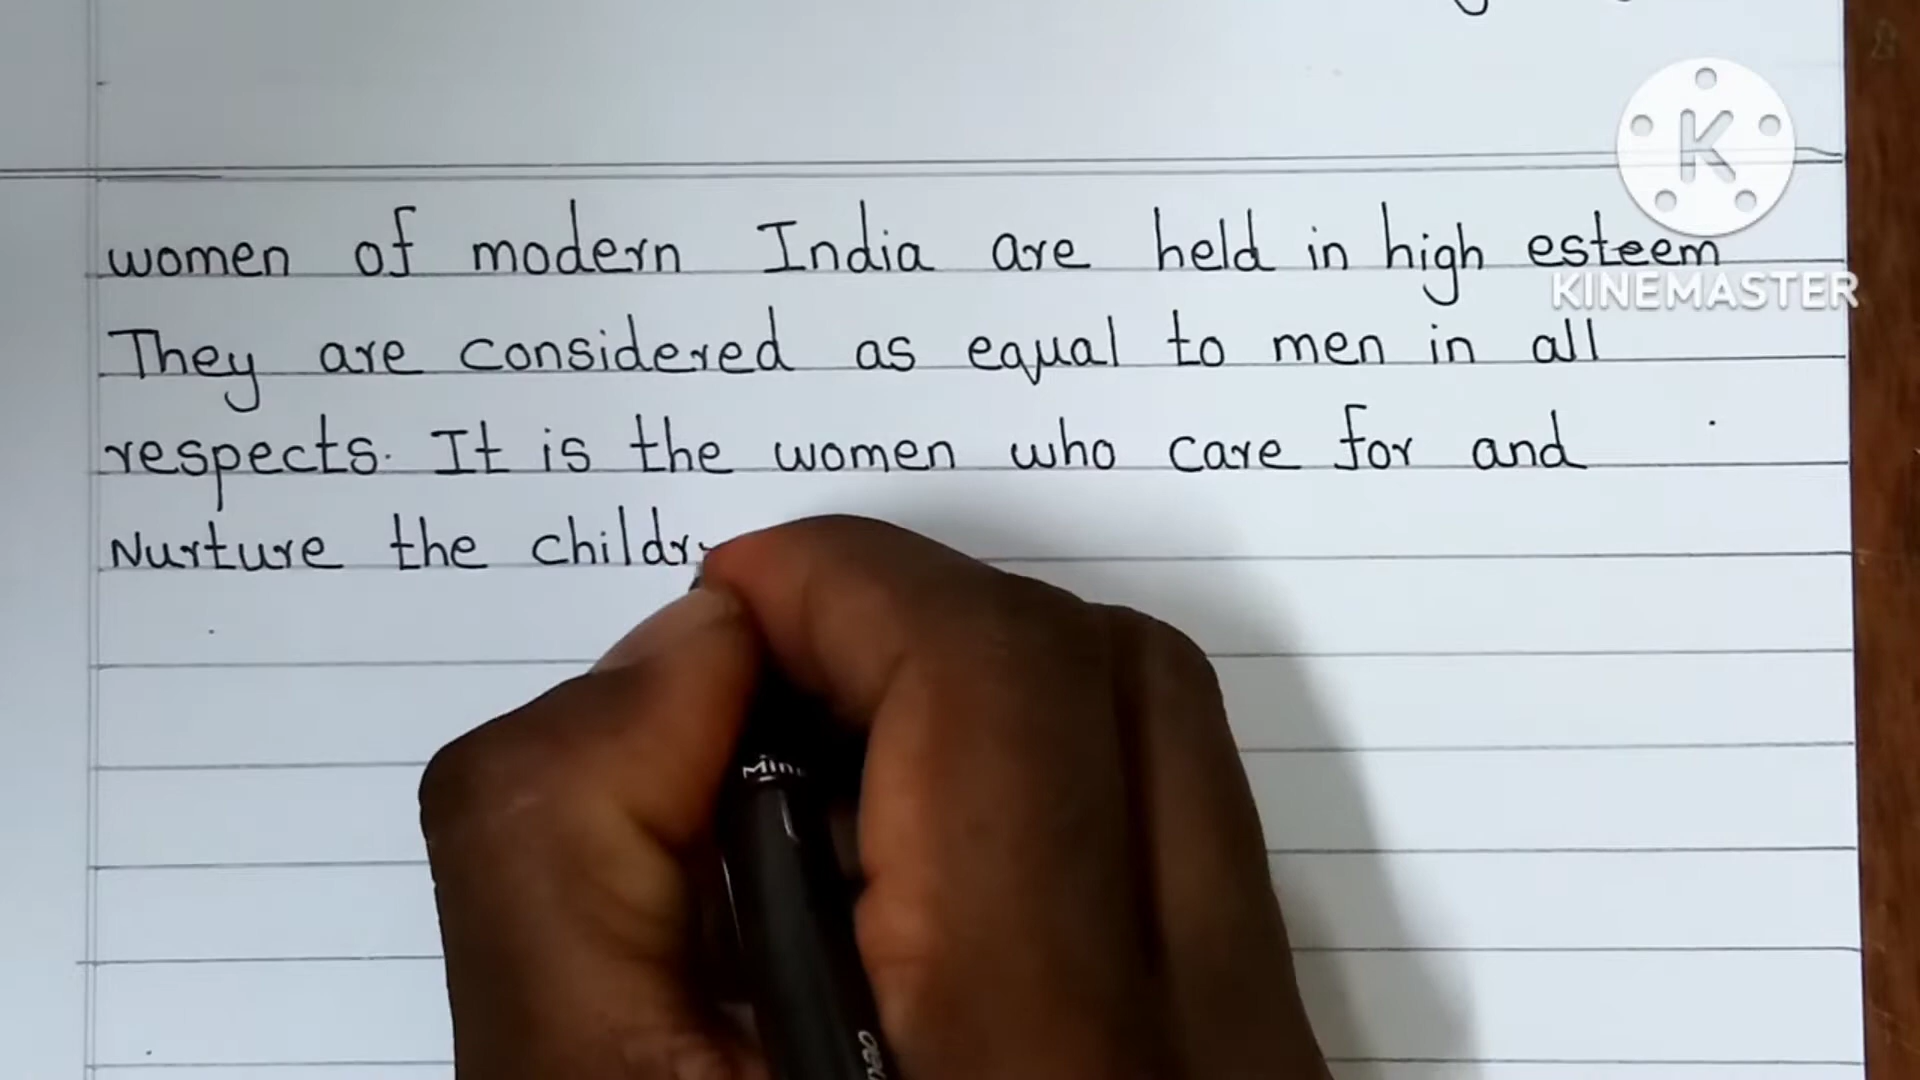 K
KINEMASTER
women of modern India are held in high esteem
They are considered as equal to men in all
respects. It is the women who care for and
Nurture the childr